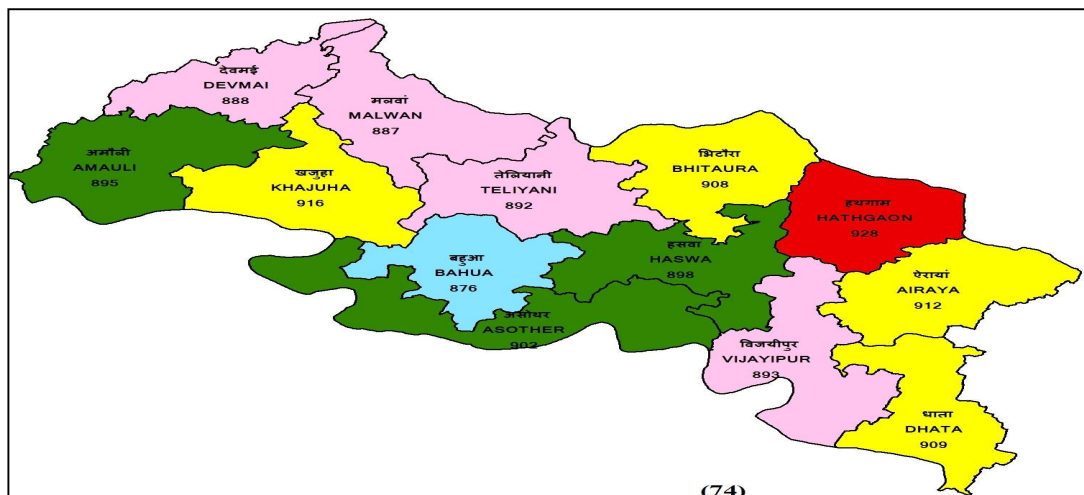 देवमई
DEVMAI
888
मलवां
MALWAN
887
अमौली
AMAULI
895
खजुहा
KHAJUHA
916
तेलियानी
TELIYANI
892
भिटौरा
BHITAURA
908
हथगाम
HATHGAON
928
बहुआ
BAHUA
876
हसवा
HASWA
898
ऐरायां
AIRAYA
912
असोथर
ASOTHER
902
विजयीपुर
VIJAYIPUR
893
धाता
DHATA
909
(74)